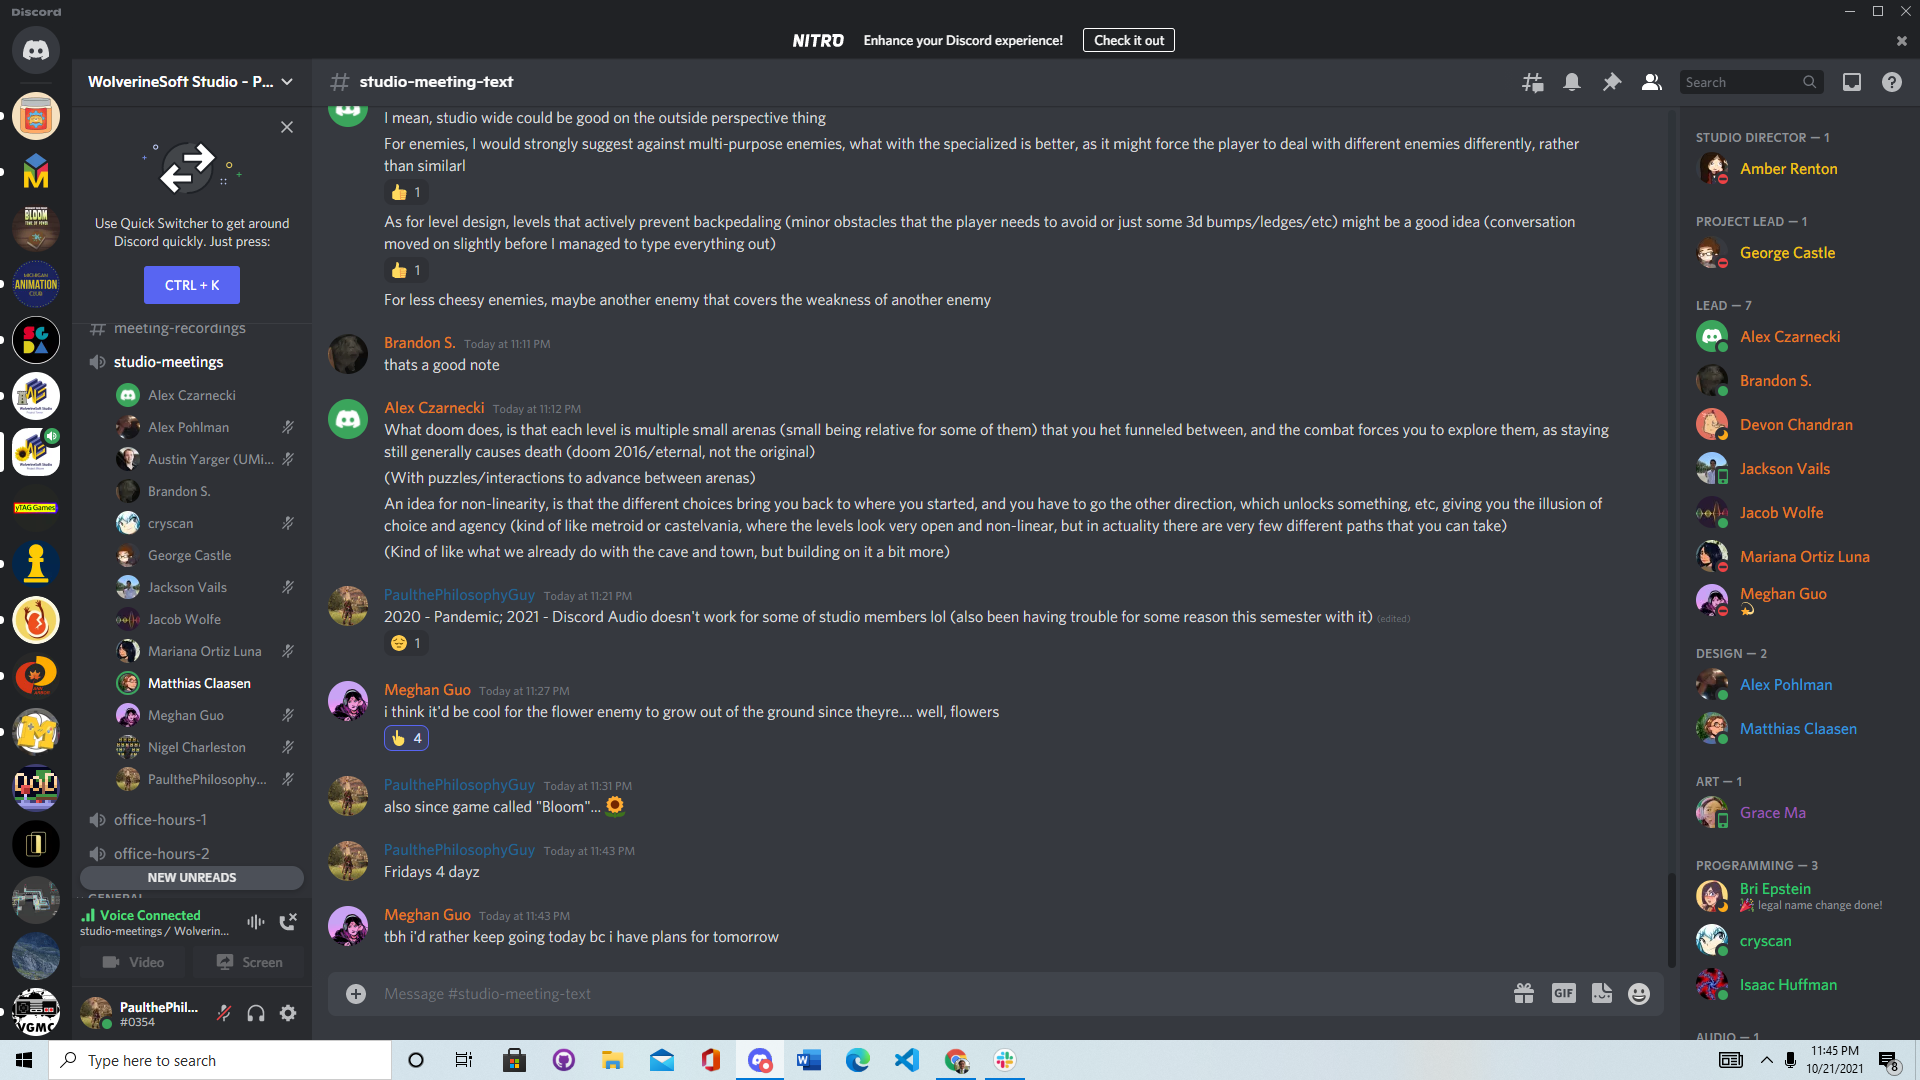 Discord
NITRO Enhance your Discord experience! Check it out
WolverineSoft Studio - P...
studio-meeting-text
Search
Use Quick Switcher to get around
Discord quickly. Just press:
CTRL + K
meeting-recordings
studio-meetings
Alex Czarnecki
Alex Pohlman
Austin Yarger (UMi...
Brandon S.
cryscan
George Castle
Jackson Vails
Jacob Wolfe
Mariana Ortiz Luna
Matthias Claasen
Meghan Guo
Nigel Charleston
PaulthePhilosophy...
office-hours-1
office-hours-2
NEW UNREADS
GENERAL
Voice Connected
studio-meetings / Wolverin...
Video
Screen
PaulthePhil...
#0354
I mean, studio wide could be good on the outside perspective thing
For enemies, I would strongly suggest against multi-purpose enemies, what with the specialized is better, as it might force the player to deal with different enemies differently, rather
than similarl
1
As for level design, levels that actively prevent backpedaling (minor obstacles that the player needs to avoid or just some 3d bumps/ledges/etc) might be a good idea (conversation
moved on slightly before I managed to type everything out)
1
For less cheesy enemies, maybe another enemy that covers the weakness of another enemy
Brandon S. Today at 11:11 PM
thats a good note
Alex Czarnecki Today at 11:12 PM
What doom does, is that each level is multiple small arenas (small being relative for some of them) that you het funneled between, and the combat forces you to explore them, as staying
still generally causes death (doom 2016/eternal, not the original)
(With puzzles/interactions to advance between arenas)
An idea for non-linearity, is that the different choices bring you back to where you started, and you have to go the other direction, which unlocks something, etc, giving you the illusion of
choice and agency (kind of like metroid or castelvania, where the levels look very open and non-linear, but in actuality there are very few different paths that you can take)
(Kind of like what we already do with the cave and town, but building on it a bit more)
PaulthePhilosophyGuy Today at 11:21 PM
2020 - Pandemic; 2021 - Discord Audio doesn't work for some of studio members lol (also been having trouble for some reason this semester with it) (edited)
1
Meghan Guo Today at 11:27 PM
i think it'd be cool for the flower enemy to grow out of the ground since theyre.... well, flowers
4
PaulthePhilosophyGuy Today at 11:31 PM
also since game called "Bloom"... 🌻
PaulthePhilosophyGuy Today at 11:43 PM
Fridays 4 dayz
Meghan Guo Today at 11:43 PM
tbh i'd rather keep going today bc i have plans for tomorrow
Message #studio-meeting-text
GIF
STUDIO DIRECTOR — 1
Amber Renton
PROJECT LEAD — 1
George Castle
LEAD — 7
Alex Czarnecki
Brandon S.
Devon Chandran
Jackson Vails
Jacob Wolfe
Mariana Ortiz Luna
Meghan Guo
DESIGN — 2
Alex Pohlman
Matthias Claasen
ART — 1
Grace Ma
PROGRAMMING — 3
Bri Epstein
legal name change done!
cryscan
Isaac Huffman
AUDIO — 1
BLOOM
MICHIGAN
ANIMATION
CLUB
yTAG Games
VGMC
Type here to search
11:45 PM
10/21/2021
8